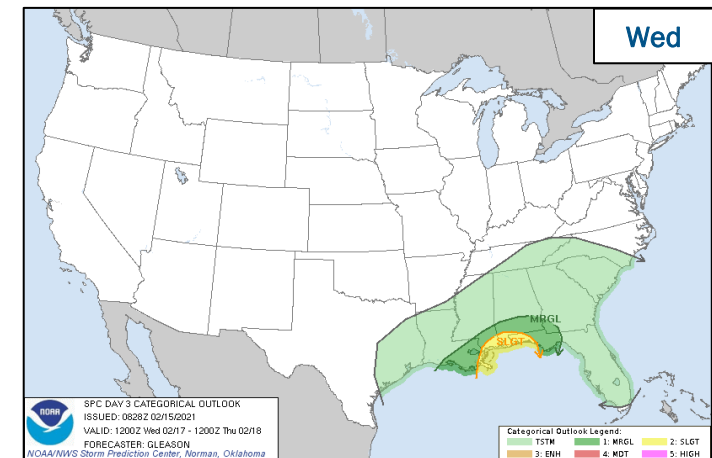 Wed
MRGL
SLGT
NOAA
SPC DAY 3 CATEGORICAL OUTLOOK
ISSUED: 0828Z 02/15/2021
VALID: 1200Z Wed 02/17 - 1200Z Thu 02/18
FORECASTER: GLEASON
NOAA/NWS Storm Prediction Center, Norman, Oklahoma
Categorical Outlook Legend:
TSTM 1: MRGL 2: SLGT
3: ENH 4: MDT 5: HIGH